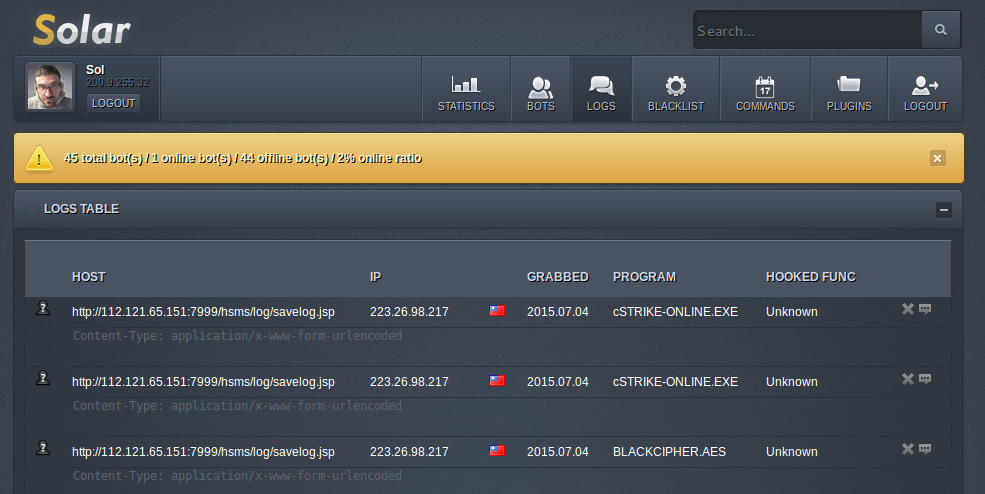 Solar
Search...
Sol
200.9.255.32
LOGOUT
STATISTICS
BOTS
LOGS
BLACKLIST
17
COMMANDS
PLUGINS
LOGOUT
45 total bot(s) / 1 online bot(s) / 44 offline bot(s) / 2% online ratio
LOGS TABLE
HOST IP GRABBED PROGRAM HOOKED FUNC
http://112.121.65.151:7999/hsms/log/savelog.jsp 223.26.98.217 2015.07.04 cSTRIKE-ONLINE.EXE Unknown
Content-Type: application/x-www-form-urlencoded
http://112.121.65.151:7999/hsms/log/savelog.jsp 223.26.98.217 2015.07.04 cSTRIKE-ONLINE.EXE Unknown
Content-Type: application/x-www-form-urlencoded
http://112.121.65.151:7999/hsms/log/savelog.jsp 223.26.98.217 2015.07.04 BLACKCIPHER.AES Unknown
Content-Type: application/x-www-form-urlencoded